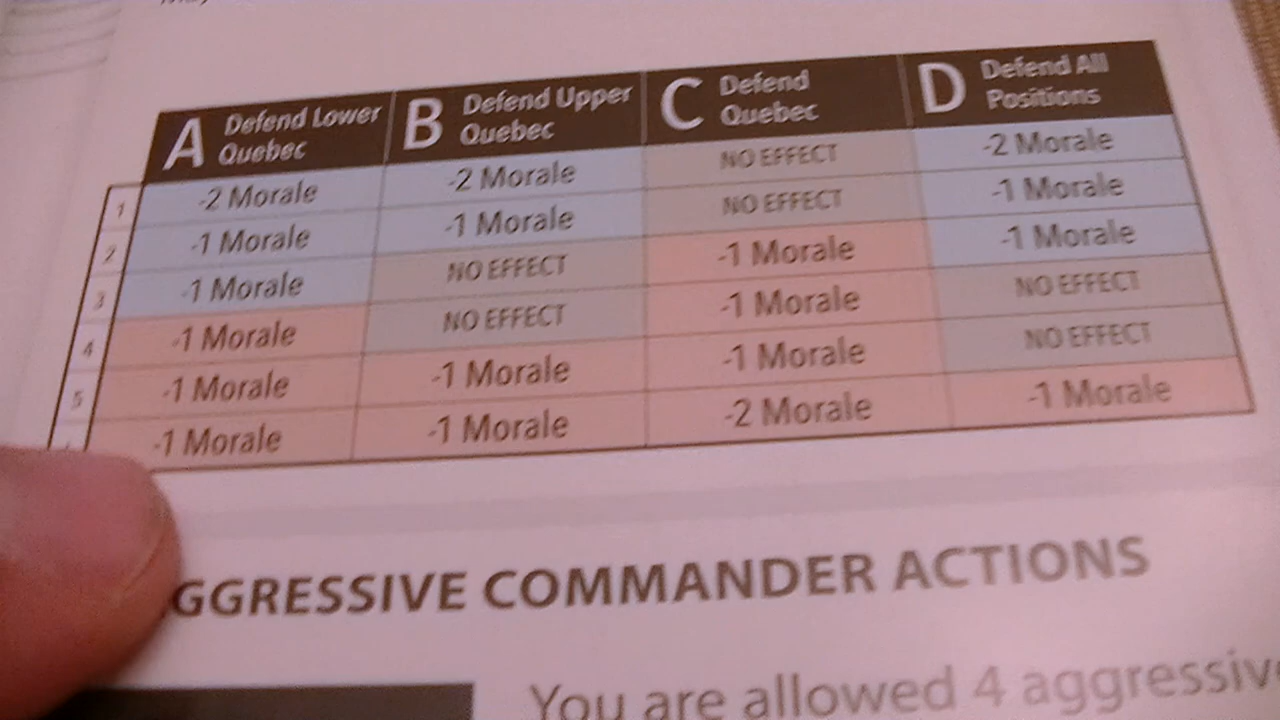 A Defend Lower Quebec B Defend Upper Quebec C Defend Quebec D Defend All Positions
1 -2 Morale -2 Morale NO EFFECT -2 Morale
2 -1 Morale -1 Morale NO EFFECT -1 Morale
3 -1 Morale NO EFFECT -1 Morale -1 Morale
4 -1 Morale NO EFFECT -1 Morale NO EFFECT
5 -1 Morale -1 Morale -1 Morale NO EFFECT
-1 Morale -1 Morale -2 Morale -1 Morale
GGRESSIVE COMMANDER ACTIONS
You are allowed 4 aggressiv